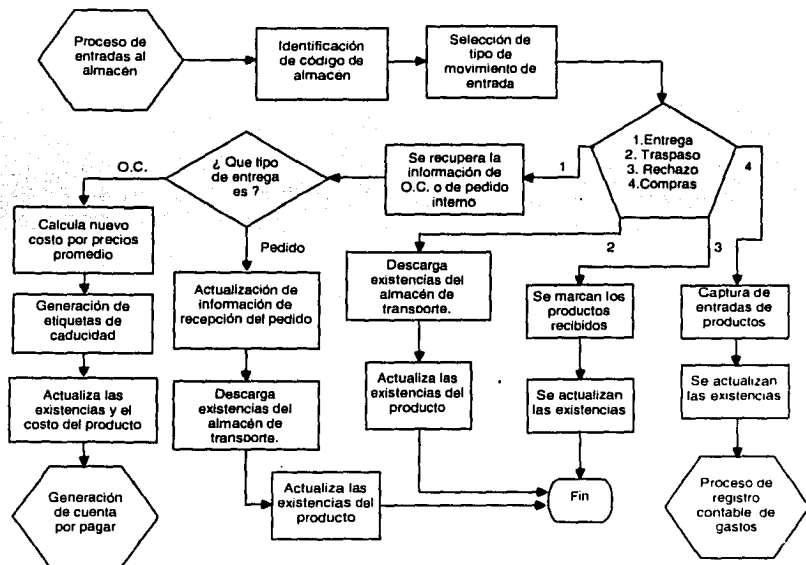 Proceso de
entradas al
almacén
Identificación
de código de
almacén
Selección de
tipo de
movimiento de
entrada
1.Entrega
2. Traspaso
3. Rechazo
4.Compras
1
2
3
4
Se recupera la
información de
O.C. o de pedido
interno
¿ Que tipo
de entrega
es ?
O.C.
Pedido
Calcula nuevo
costo por precios
promedio
Generación de
etiquetas de
caducidad
Actualiza las
existencias y el
costo del producto
Generación
de cuenta
por pagar
Actualización de
información de
recepción del pedido
Descarga
existencias del
almacén de
transporte.
Actualiza las
existencias del
producto
Descarga
existencias del
almacén de
transporte.
Actualiza las
existencias del
producto
Se marcan los
productos
recibidos
Se actualizan
las existencias
Fin
Captura de
entradas de
productos
Se actualizan
las existencias
Proceso de
registro
contable de
gastos